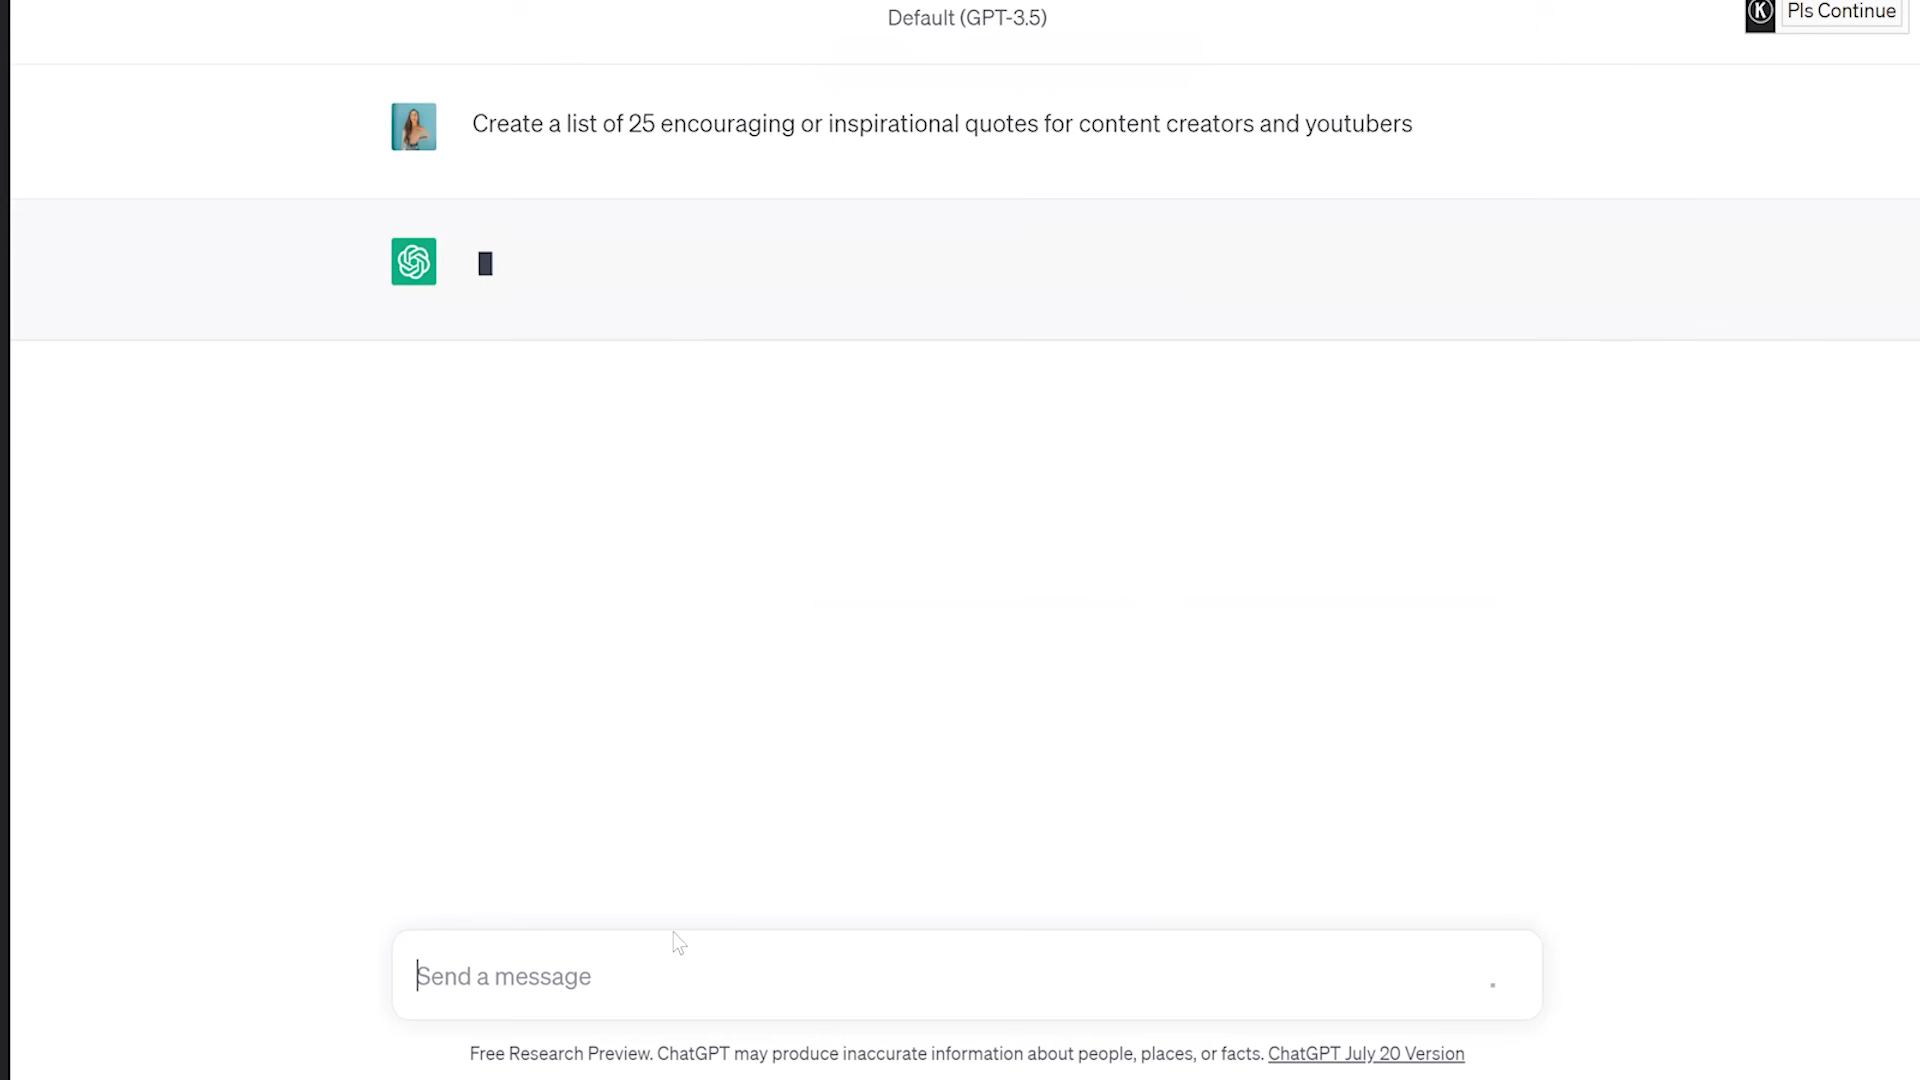 Default (GPT-3.5)
K Pls Continue
Create a list of 25 encouraging or inspirational quotes for content creators and youtubers
Send a message
Free Research Preview. ChatGPT may produce inaccurate information about people, places, or facts. ChatGPT July 20 Version